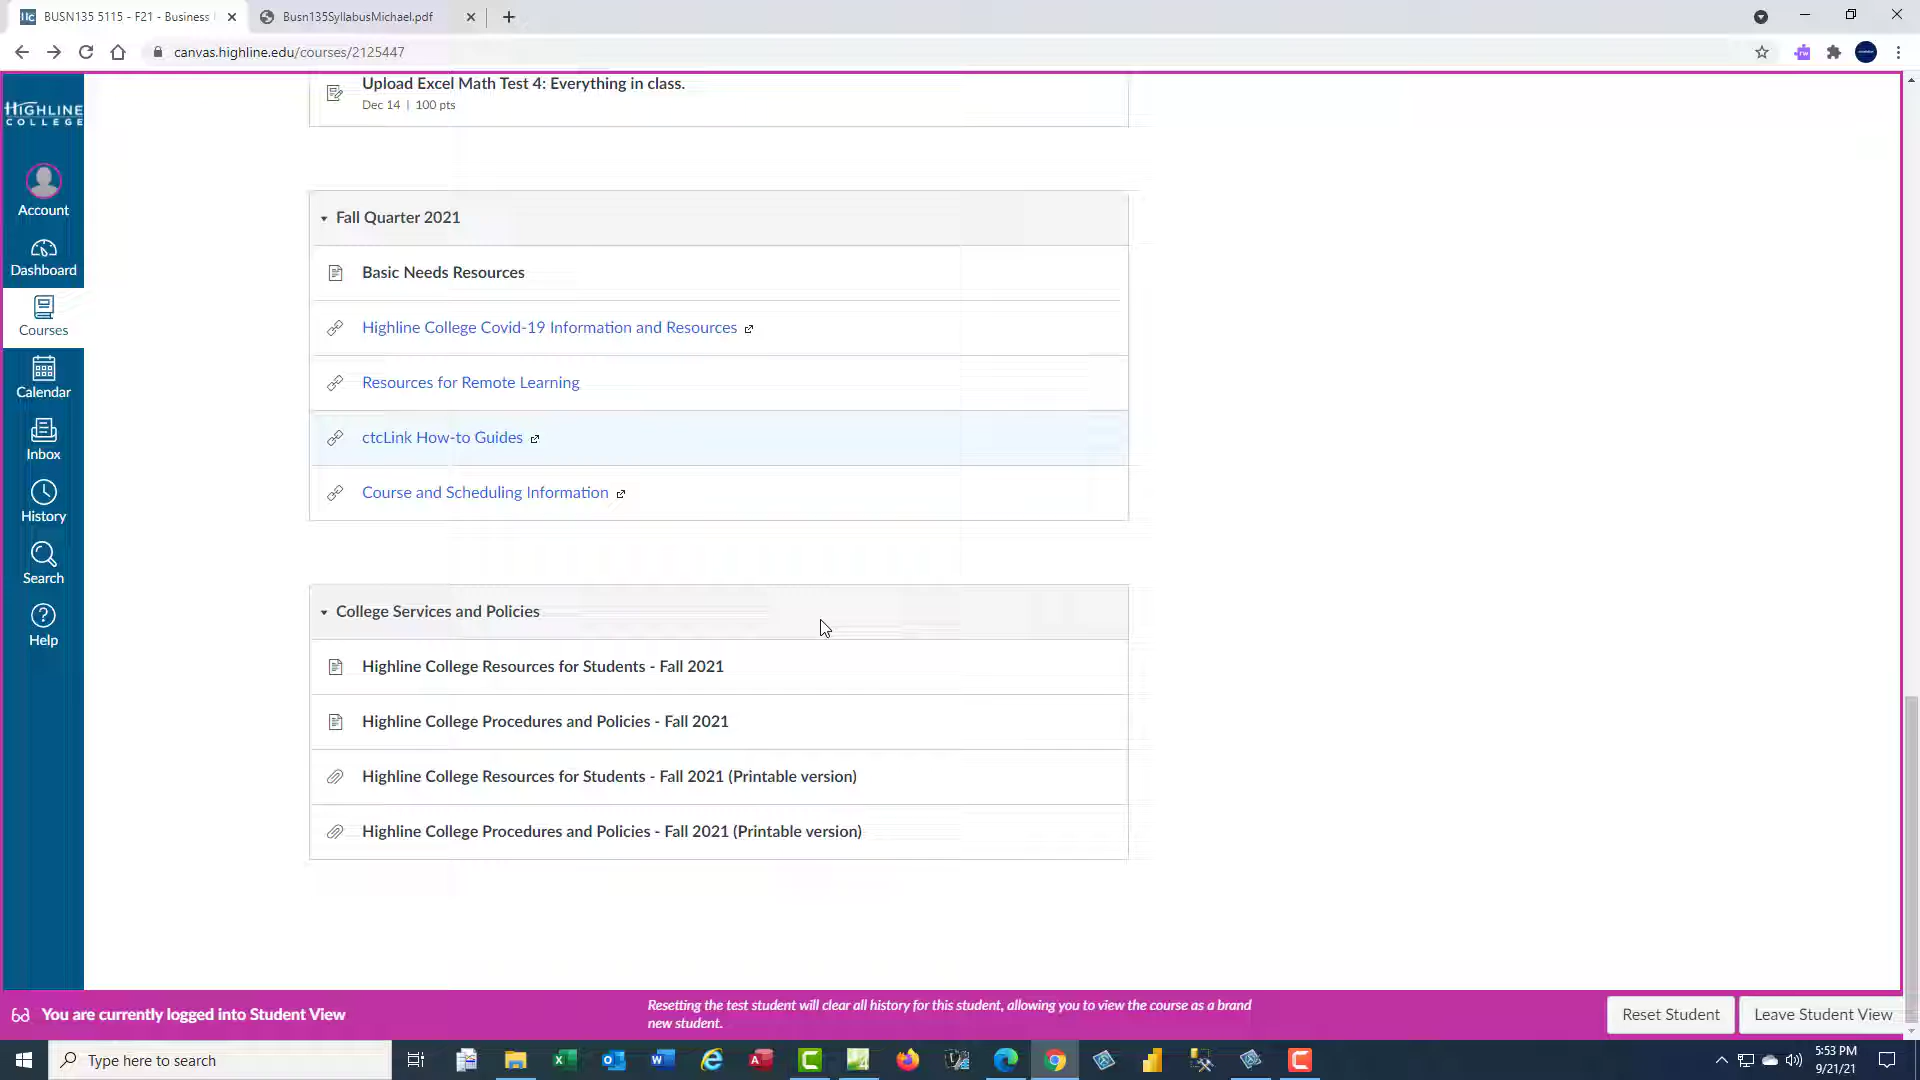 BUSN135 5115 - F21 - Business
Busn135SyllabusMichael.pdf
canvas.highline.edu/courses/2125447
HIGHLINE
COLLEGE
Account
Dashboard
Courses
Calendar
Inbox
History
Search
Help
Upload Excel Math Test 4: Everything in class.
Dec 14 | 100 pts
Fall Quarter 2021
Basic Needs Resources
Highline College Covid-19 Information and Resources
Resources for Remote Learning
ctcLink How-to Guides
Course and Scheduling Information
College Services and Policies
Highline College Resources for Students - Fall 2021
Highline College Procedures and Policies - Fall 2021
Highline College Resources for Students - Fall 2021 (Printable version)
Highline College Procedures and Policies - Fall 2021 (Printable version)
You are currently logged into Student View
Resetting the test student will clear all history for this student, allowing you to view the course as a brand
new student.
Reset Student
Leave Student View
Type here to search
5:53 PM
9/21/21